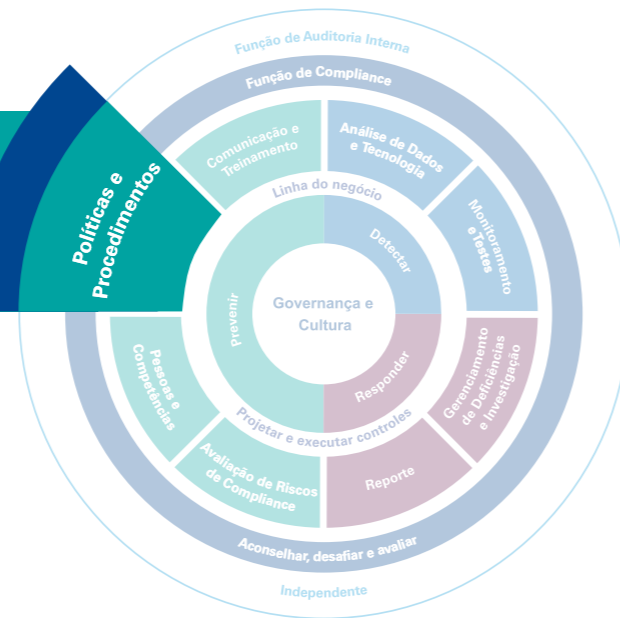 Função de Auditoria Interna
Função de Compliance
Comunicação e
Treinamento
Análise de Dados
e Tecnologia
Linha do negócio
Políticas e
Procedimentos
Monitoramento
e Testes
Detectar
Prevenir
Governança e
Cultura
Responder
Pessoas e
Competências
Gerenciamento
de Deficiências
e Investigação
Projetar e executar controles
Avaliação de Riscos
de Compliance
Reporte
Aconselhar, desafiar e avaliar
Independente